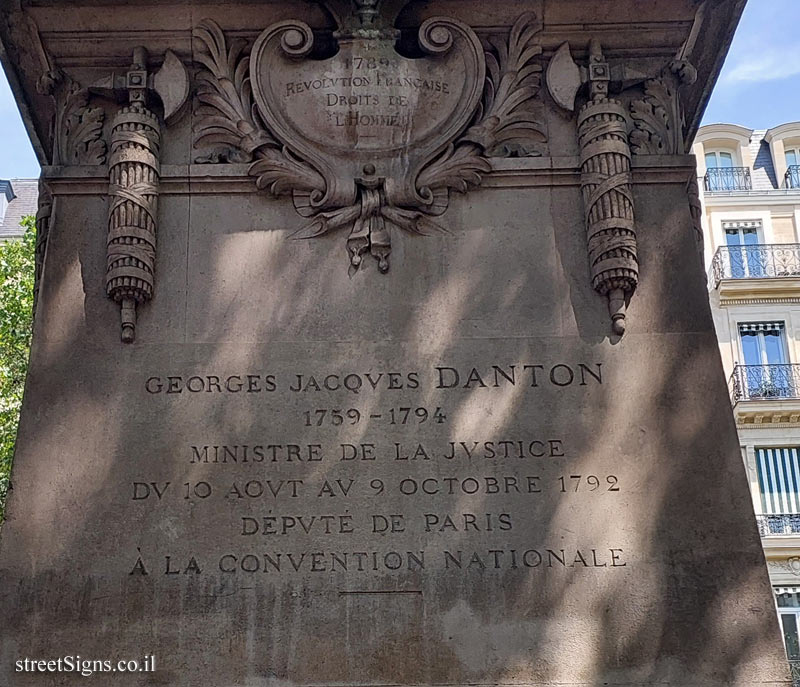 1789
REVOLVTION FRANÇAISE
DROITS DE
L'HOMME
GEORGES JACQVES DANTON
1759-1794
MINISTRE DE LA JVSTICE
DV 10 AOVT AV 9 OCTOBRE 1792
DÉPVTÉ DE PARIS
À LA CONVENTION NATIONALE
streetSigns.co.il